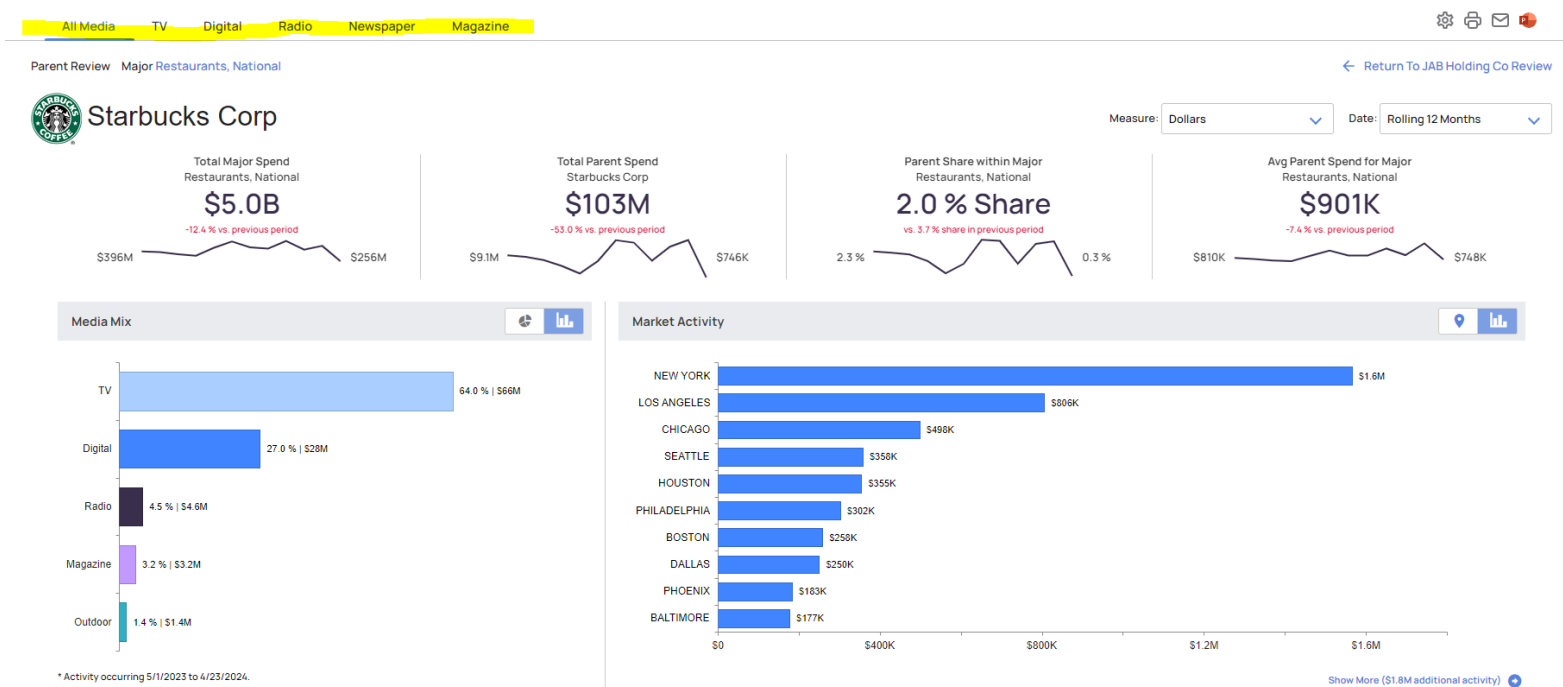 All Media TV Digital Radio Newspaper Magazine
Parent Review Major Restaurants, National
Return To JAB Holding Co Review
STARBUCKS COFFEE
Starbucks Corp
Measure: Dollars Date: Rolling 12 Months
Total Major Spend
Restaurants, National
$5.0B
-12.4 % vs. previous period
$396M $256M
Total Parent Spend
Starbucks Corp
$103M
-53.0 % vs. previous period
$9.1M $746K
Parent Share within Major
Restaurants, National
2.0 % Share
vs. 3.7 % share in previous period
2.3 % 0.3 %
Avg Parent Spend for Major
Restaurants, National
$901K
-7.4 % vs. previous period
$810K $748K
Media Mix
TV 64.0 % | $66M
Digital 27.0 % | $28M
Radio 4.5 % | $4.6M
Magazine 3.2 % | $3.2M
Outdoor 1.4 % | $1.4M
* Activity occurring 5/1/2023 to 4/23/2024.
Market Activity
NEW YORK $1.6M
LOS ANGELES $806K
CHICAGO $498K
SEATTLE $358K
HOUSTON $355K
PHILADELPHIA $302K
BOSTON $258K
DALLAS $250K
PHOENIX $183K
BALTIMORE $177K
$0 $400K $800K $1.2M $1.6M
Show More ($1.8M additional activity)